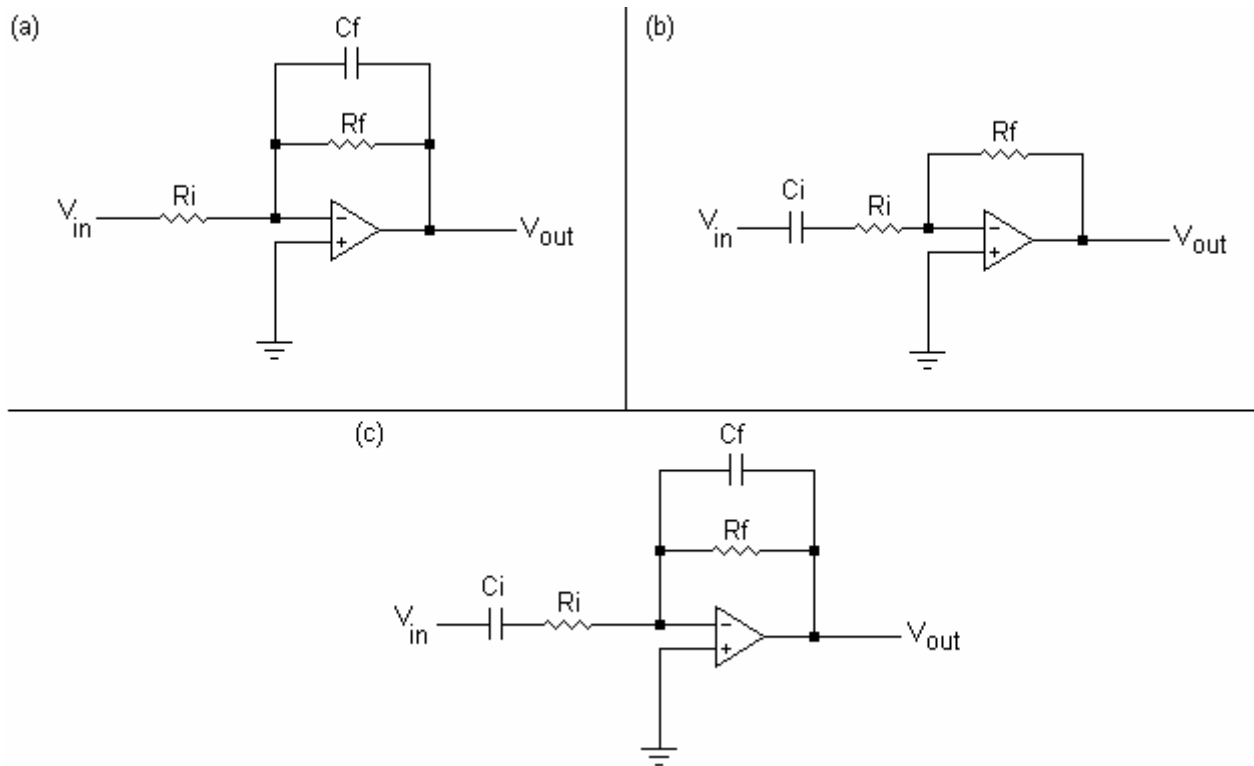 (a)
Cf
Rf
Ri
Vin
−
+
Vout
(b)
Rf
Ci
Ri
Vin
−
+
Vout
(c)
Cf
Rf
Ci
Ri
Vin
−
+
Vout